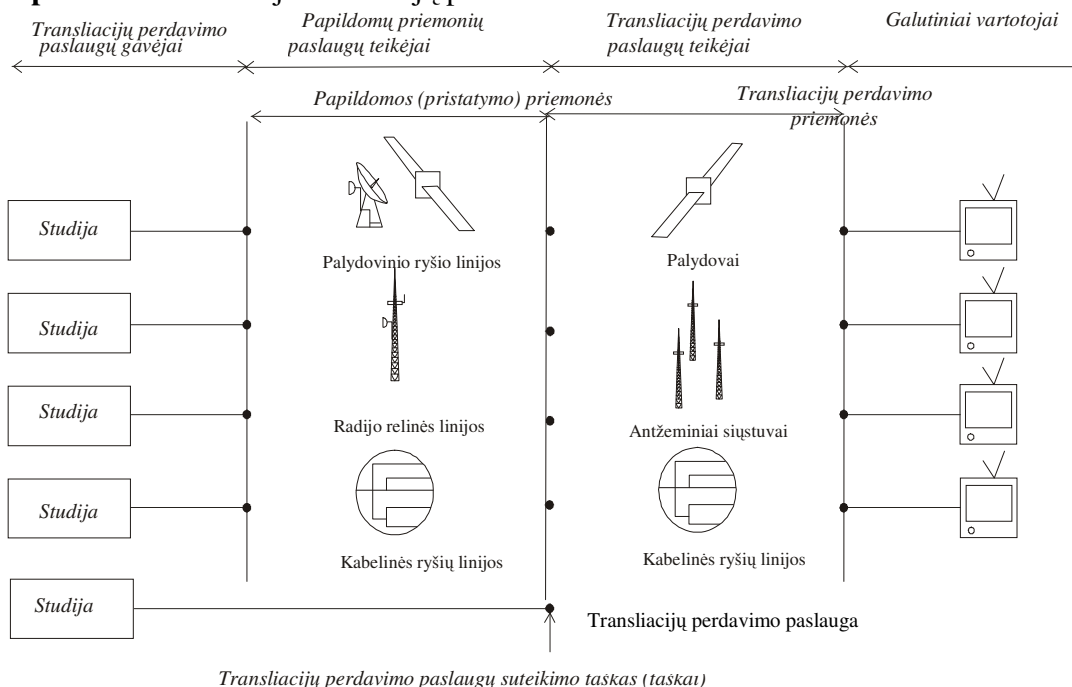 Transliacijų perdavimo
paslaugų gavėjai
Papildomų priemonių
paslaugų teikėjai
Transliacijų perdavimo
paslaugų teikėjai
Galutiniai vartotojai
Papildomos (pristatymo) priemonės
Transliacijų perdavimo
priemonės
Studija
Palydovinio ryšio linijos
Palydovai
Studija
Studija
Radijo relinės linijos
Antžeminiai siųstuvai
Studija
Kabelinės ryšių linijos
Kabelinės ryšių linijos
Studija
Transliacijų perdavimo paslauga
Transliacijų perdavimo paslaugų suteikimo taškas (taškai)